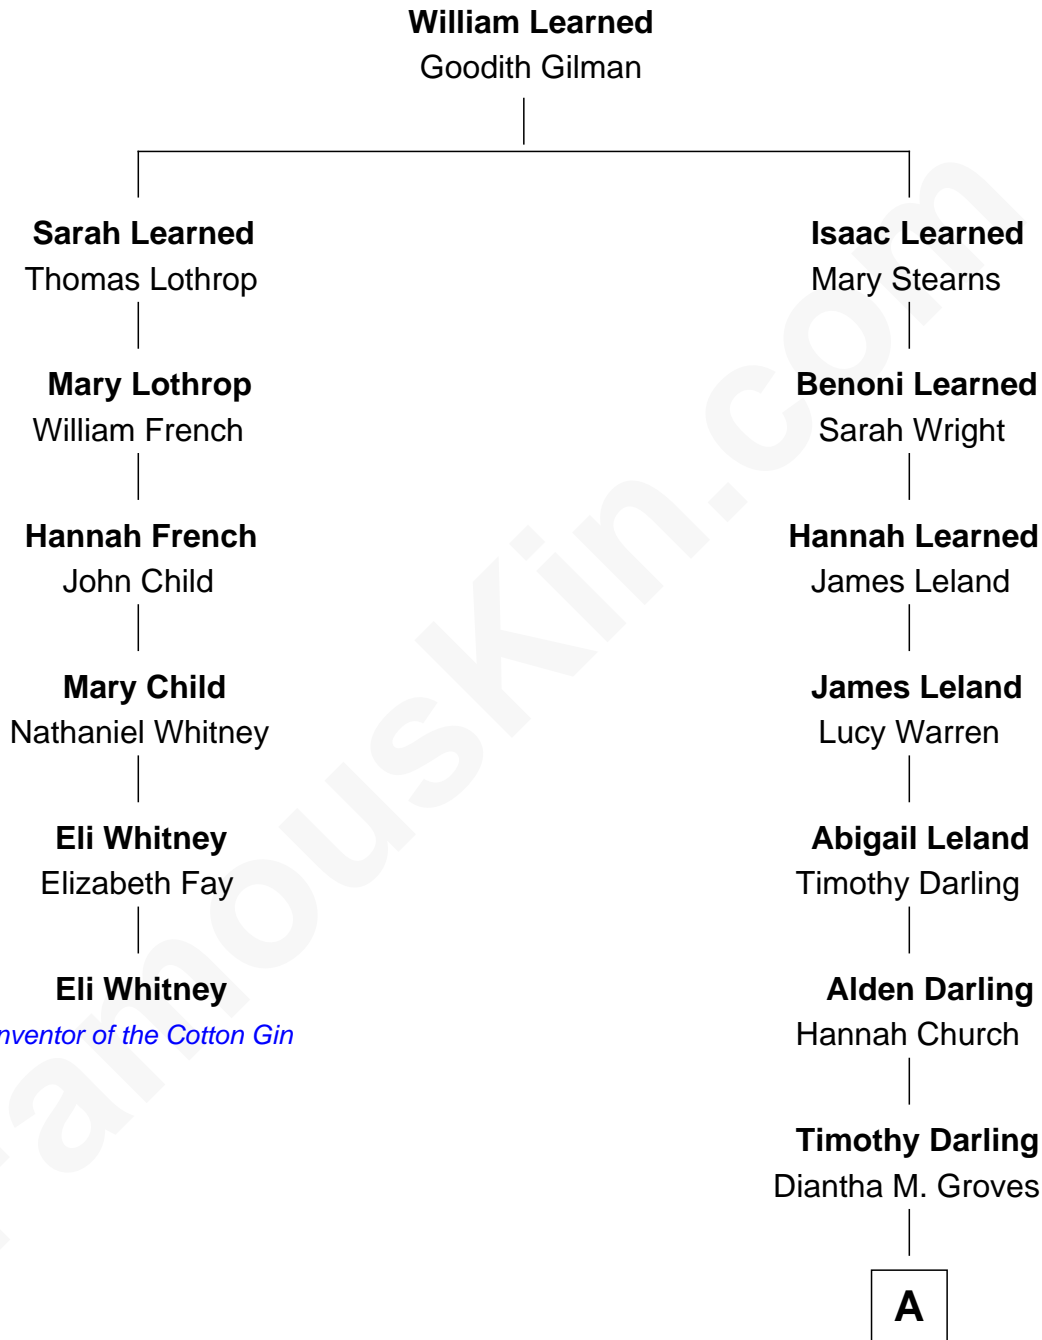 William Learned
Goodith Gilman
Sarah Learned
Thomas Lothrop
Mary Lothrop
William French
Hannah French
John Child
Mary Child
Nathaniel Whitney
Eli Whitney
Elizabeth Fay
Eli Whitney
nventor of the Cotton Gin
Isaac Learned
Mary Stearns
Benoni Learned
Sarah Wright
Hannah Learned
James Leland
James Leland
Lucy Warren
Abigail Leland
Timothy Darling
Alden Darling
Hannah Church
Timothy Darling
Diantha M. Groves
A
FamousKin.com